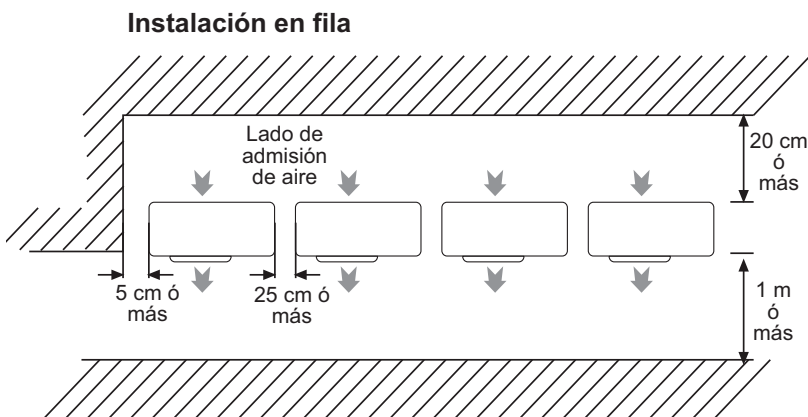 Instalación en fila
Lado de
admisión
de aire
20 cm
ó
más
5 cm ó
más
25 cm ó
más
1 m
ó
más